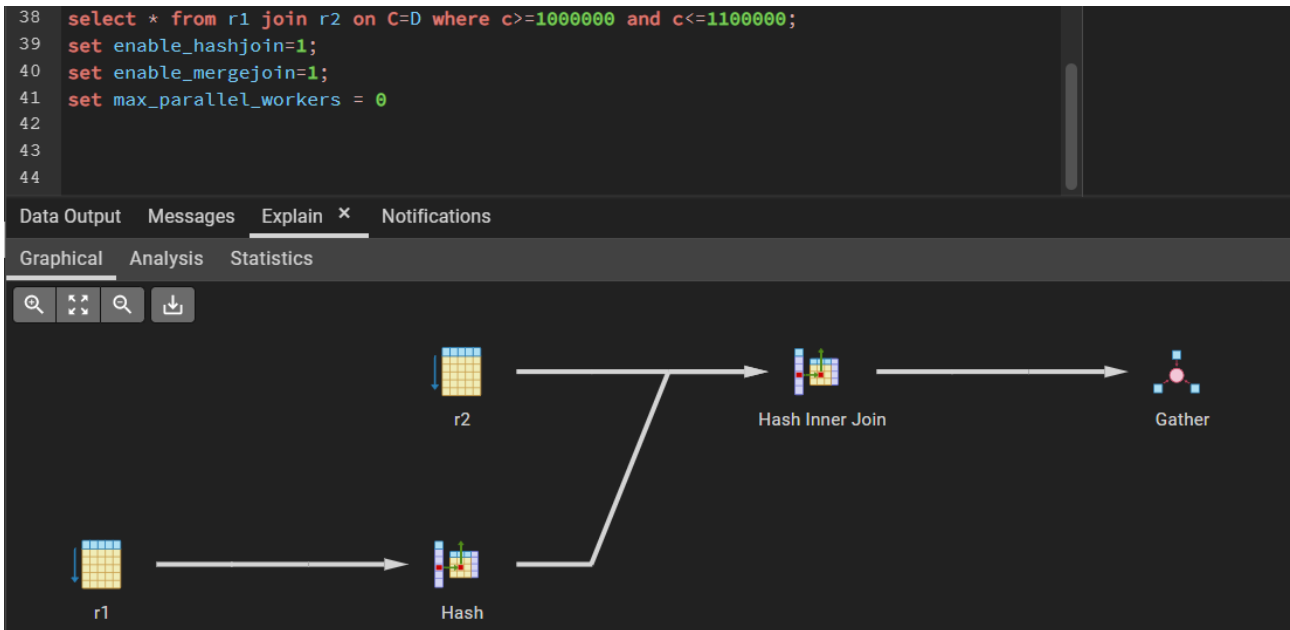 38 select * from r1 join r2 on C=D where c>=1000000 and c<=1100000;
39 set enable_hashjoin=1;
40 set enable_mergejoin=1;
41 set max_parallel_workers = 0
42
43
44
Data Output Messages Explain × Notifications
Graphical Analysis Statistics
r2 Hash Inner Join Gather
r1 Hash